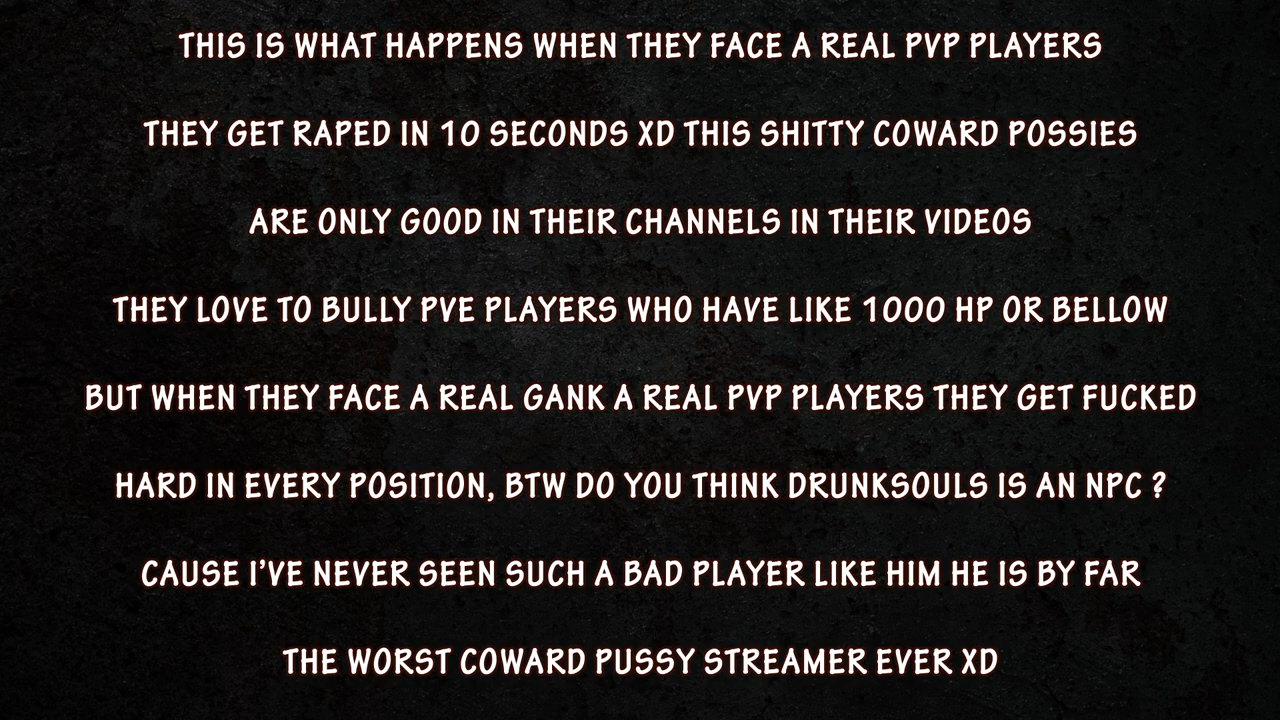 THIS IS WHAT HAPPENS WHEN THEY FACE A REAL PVP PLAYERS
THEY GET RAPED IN 10 SECONDS XD THIS SHITTY COWARD POSSIES
ARE ONLY GOOD IN THEIR CHANNELS IN THEIR VIDEOS
THEY LOVE TO BULLY PVE PLAYERS WHO HAVE LIKE 1000 HP OR BELLOW
BUT WHEN THEY FACE A REAL GANK A REAL PVP PLAYERS THEY GET FUCKED
HARD IN EVERY POSITION, BTW DO YOU THINK DRUNKSOULS IS AN NPC ?
CAUSE I'VE NEVER SEEN SUCH A BAD PLAYER LIKE HIM HE IS BY FAR
THE WORST COWARD PUSSY STREAMER EVER XD